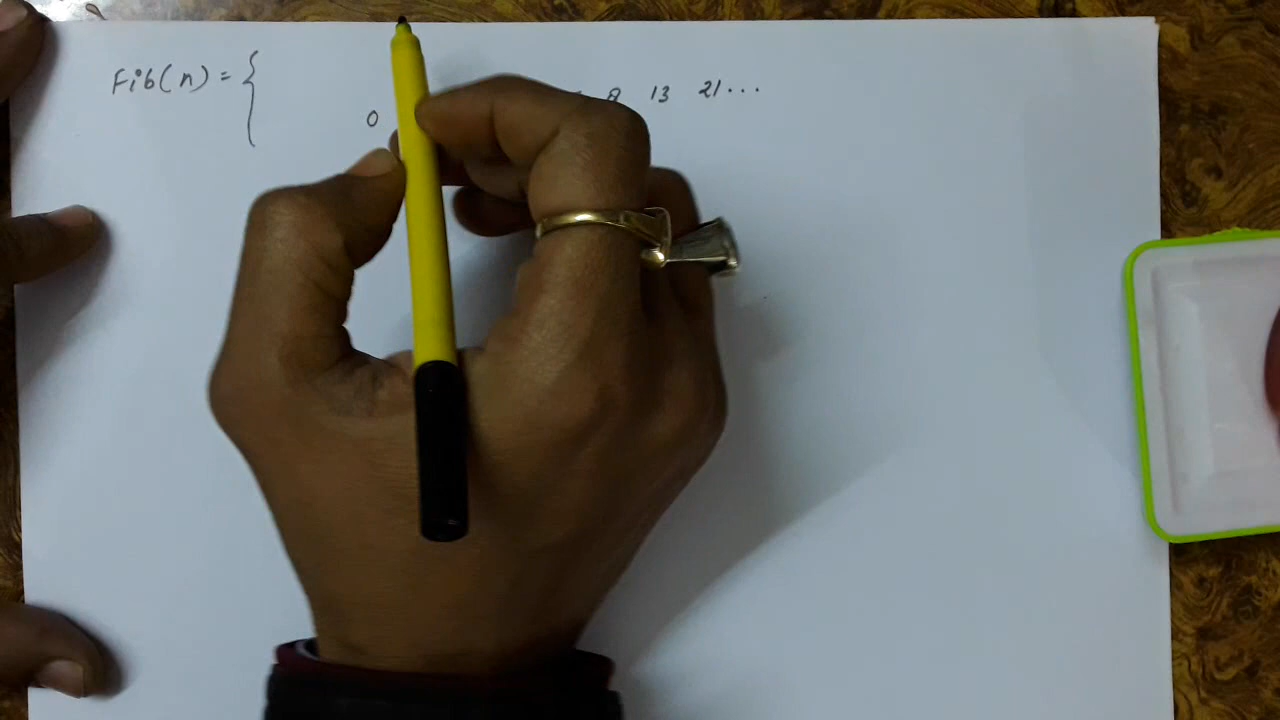 Fib(n) = {
0 8 13 21...